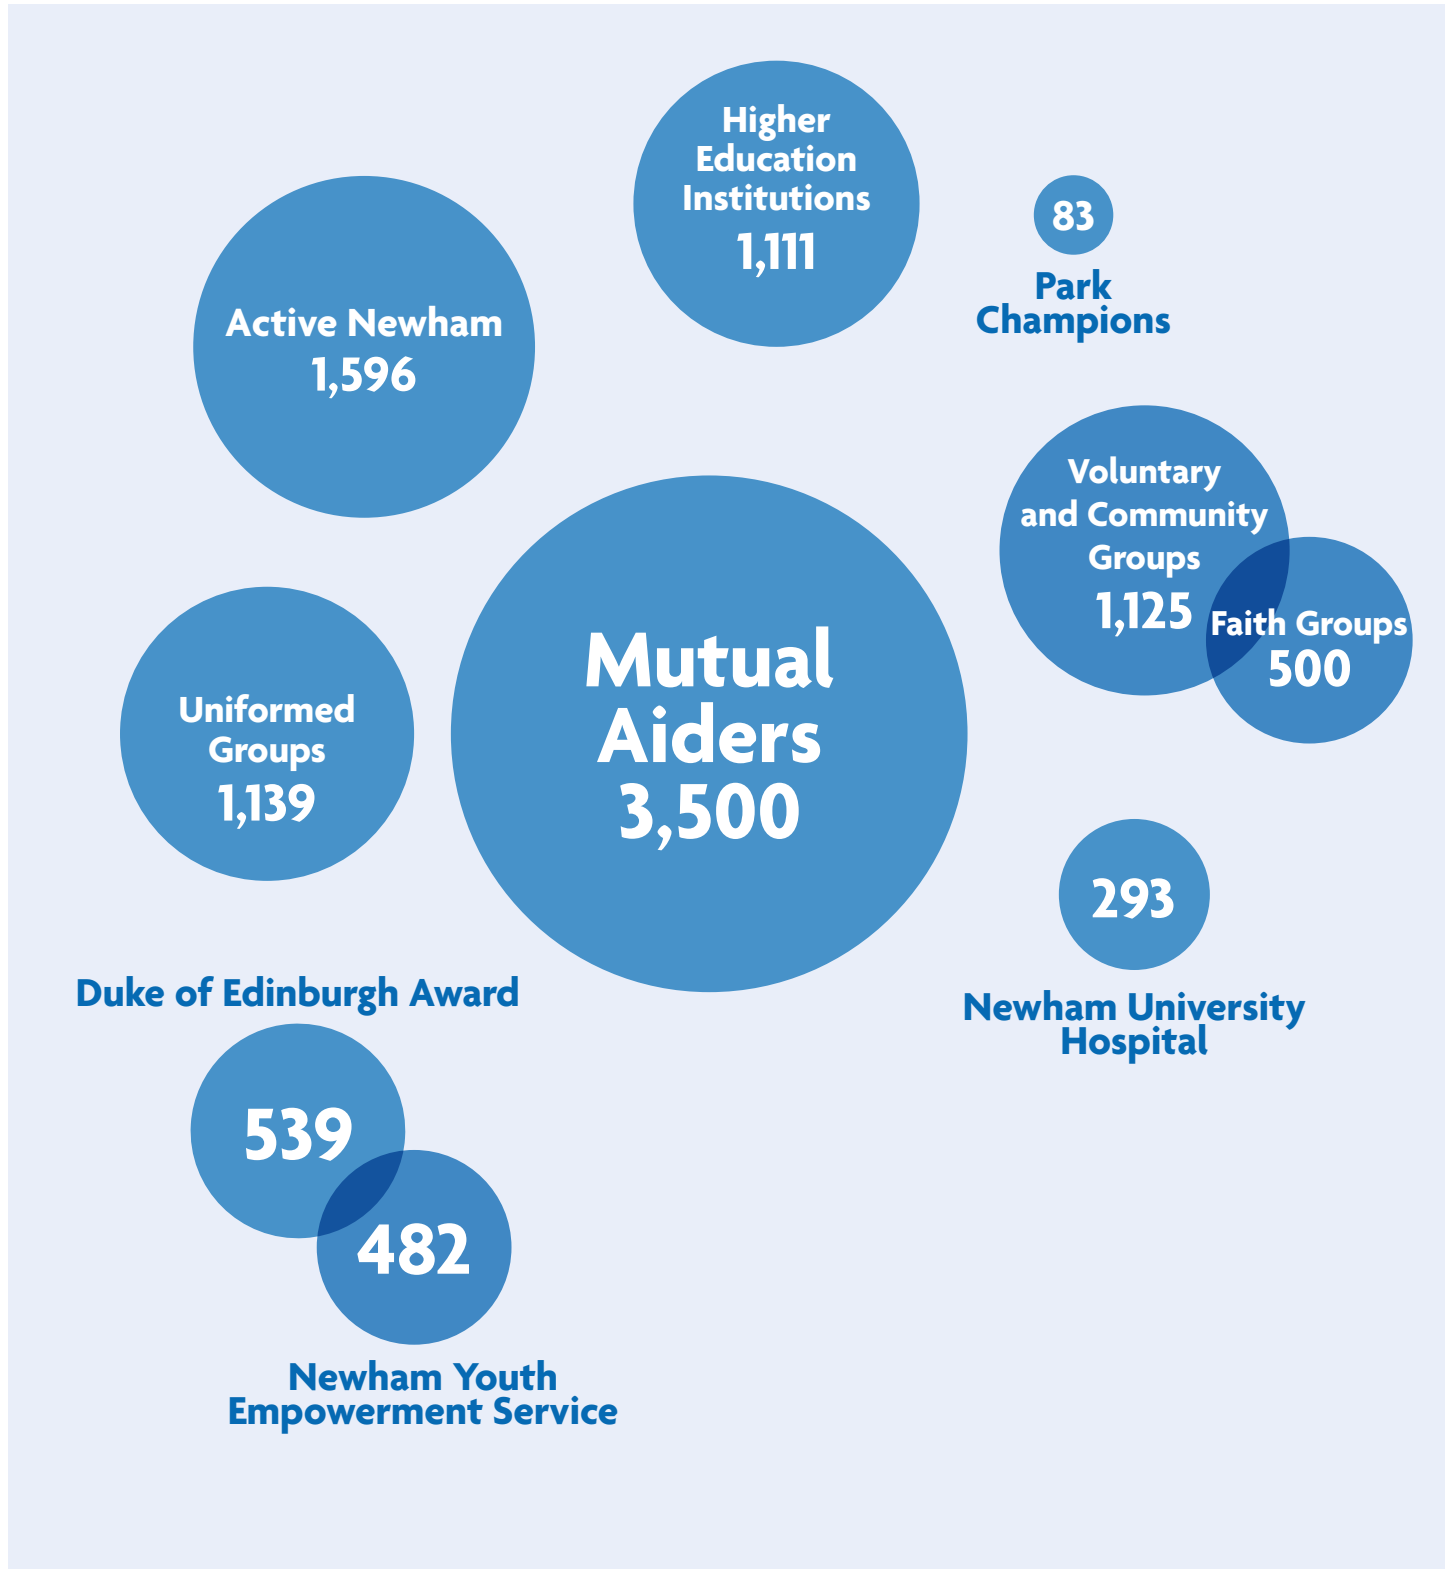 Higher
Education
Institutions
1,111
83
Park
Champions
Active Newham
1,596
Voluntary
and Community
Groups
1,125
Faith Groups
500
Mutual
Aiders
3,500
Uniformed
Groups
1,139
293
Newham University
Hospital
Duke of Edinburgh Award
539
482
Newham Youth
Empowerment Service